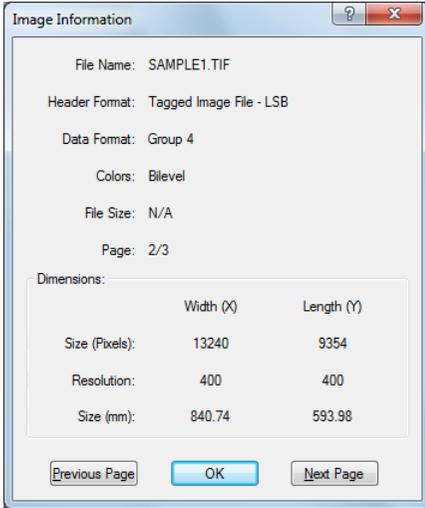 Image Information
File Name: SAMPLE1.TIF
Header Format: Tagged Image File - LSB
Data Format: Group 4
Colors: Bilevel
File Size: N/A
Page: 2/3
Dimensions:
Width (X) Length (Y)
Size (Pixels): 13240 9354
Resolution: 400 400
Size (mm): 840.74 593.98
Previous Page OK Next Page